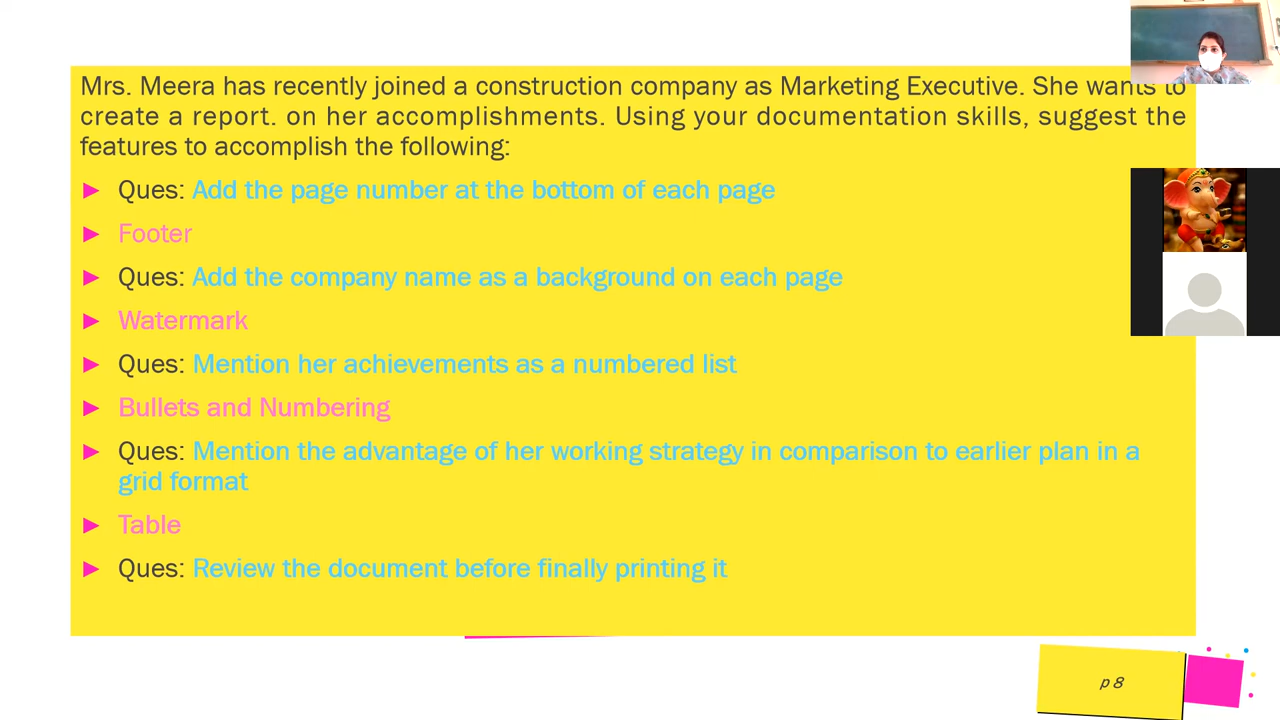 Mrs. Meera has recently joined a construction company as Marketing Executive. She wants to
create a report. on her accomplishments. Using your documentation skills, suggest the
features to accomplish the following:
Ques: Add the page number at the bottom of each page
Footer
Ques: Add the company name as a background on each page
Watermark
Ques: Mention her achievements as a numbered list
Bullets and Numbering
Ques: Mention the advantage of her working strategy in comparison to earlier plan in a
grid format
Table
Ques: Review the document before finally printing it
p 8